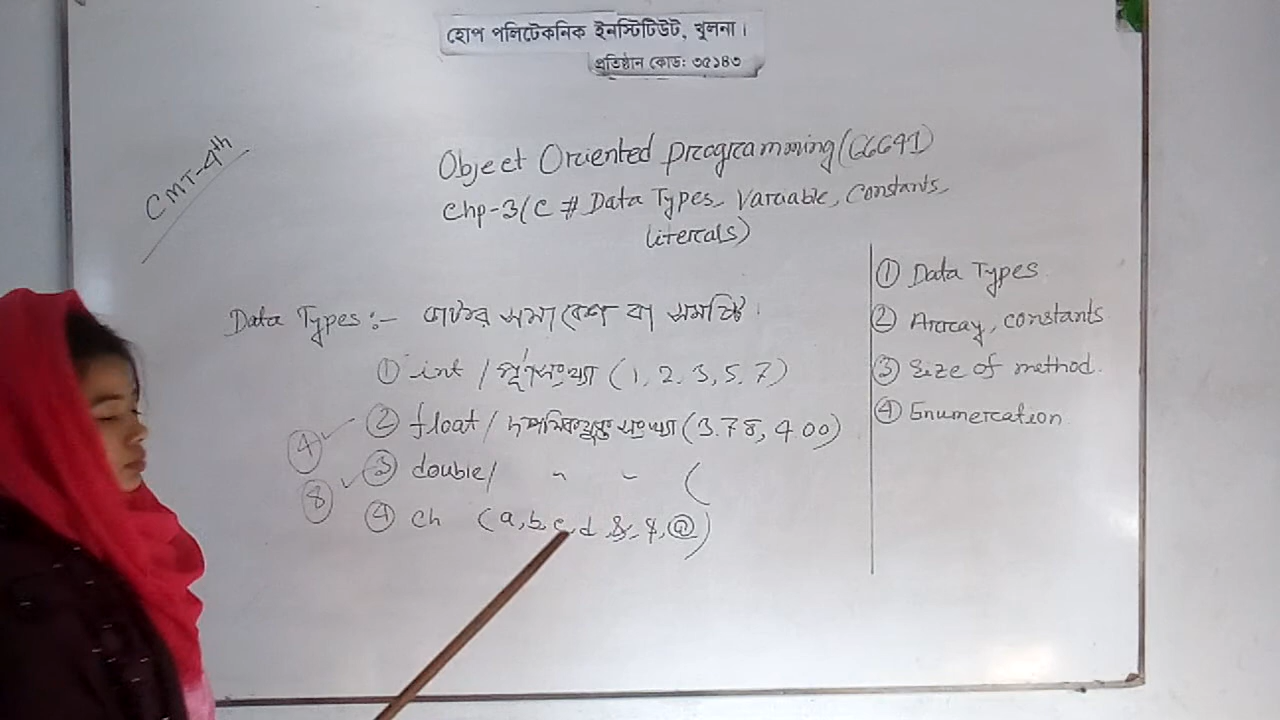 হোপ পলিটেকনিক ইনস্টিটিউট, খুলনা।
প্রতিষ্ঠান কোড: ৩৫১৪৩
CMT-4th
Object Oriented Programming (66641)
Chp-3 (C # Data Types, Variable, Constants,
literals)
Data Types :- ডাটার সমাবেশ বা সমষ্টি।
① int / পূর্ণসংখ্যা (1, 2, 3, 5, 7)
④ ② float / দশমিকযুক্ত সংখ্যা (3.78, 4.00)
⑧ ③ double / " " (
④ ch (a, b, c, d, &, $, @)
① Data Types
② Array, constants
③ Size of method.
④ Enumeration